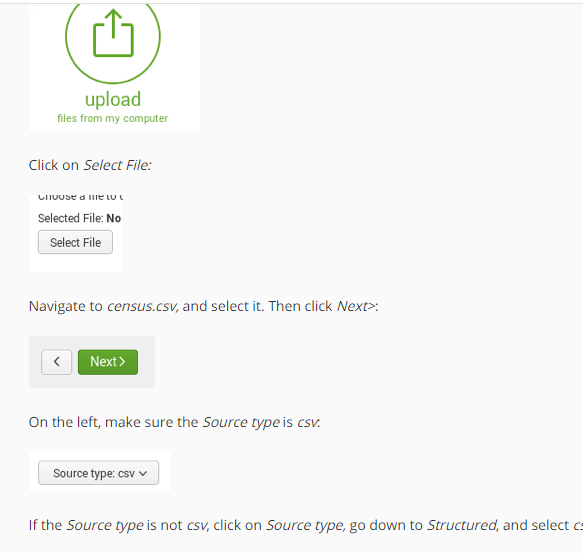 upload
files from my computer
Click on Select File:
Selected File: No
Select File
Navigate to census.csv, and select it. Then click Next>:
< Next >
On the left, make sure the Source type is csv:
Source type: csv
If the Source type is not csv, click on Source type, go down to Structured, and select